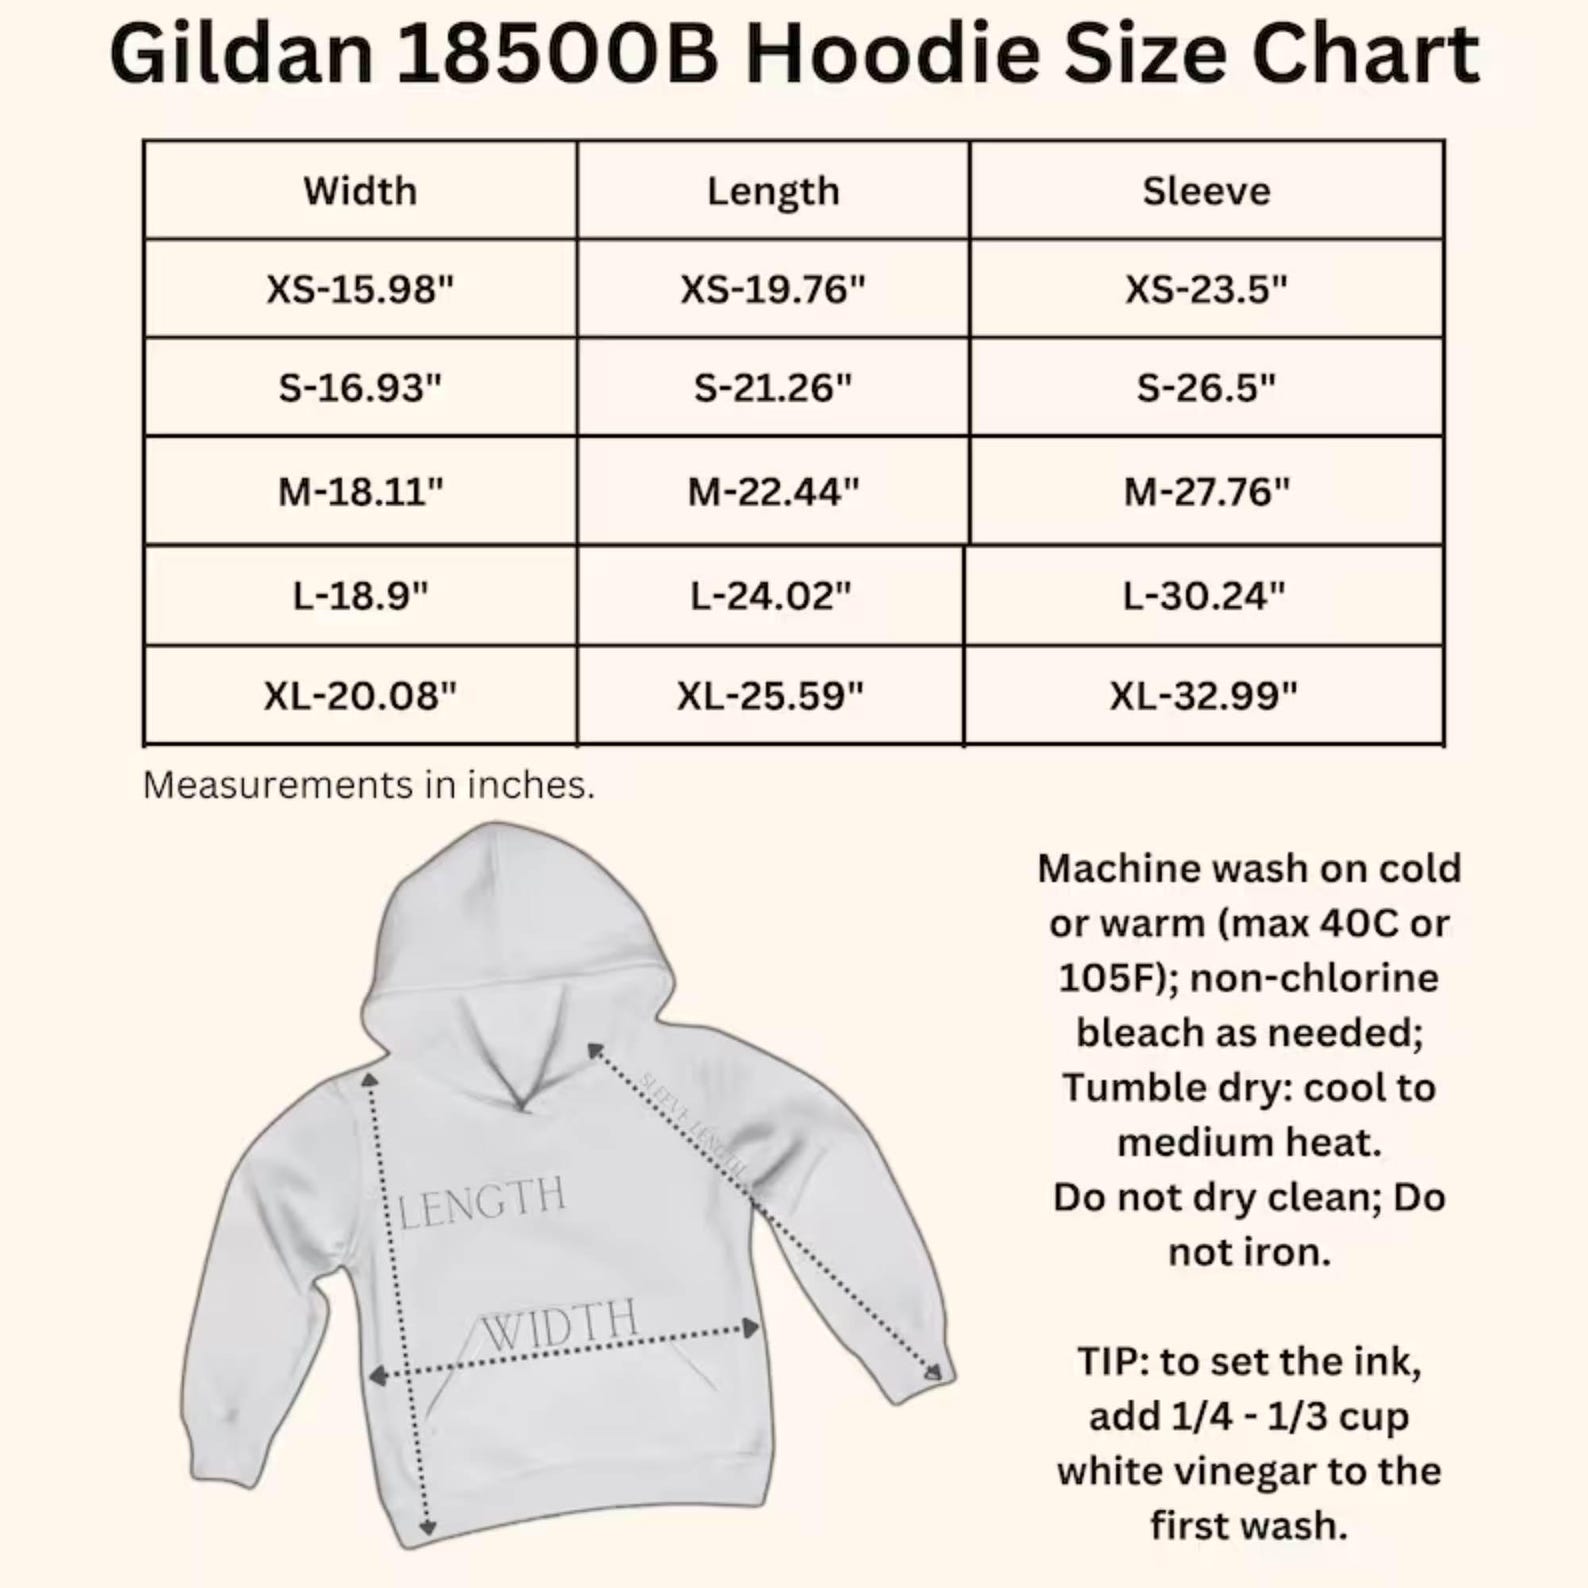 Gildan 18500B Hoodie Size Chart
Width Length Sleeve
XS-15.98" XS-19.76" XS-23.5"
S-16.93" S-21.26" S-26.5"
M-18.11" M-22.44" M-27.76"
L-18.9" L-24.02" L-30.24"
XL-20.08" XL-25.59" XL-32.99"
Measurements in inches.
SLEEVE LENGTH
LENGTH
WIDTH
Machine wash on cold
or warm (max 40C or
105F); non-chlorine
bleach as needed;
Tumble dry: cool to
medium heat.
Do not dry clean; Do
not iron.
TIP: to set the ink,
add 1/4 - 1/3 cup
white vinegar to the
first wash.